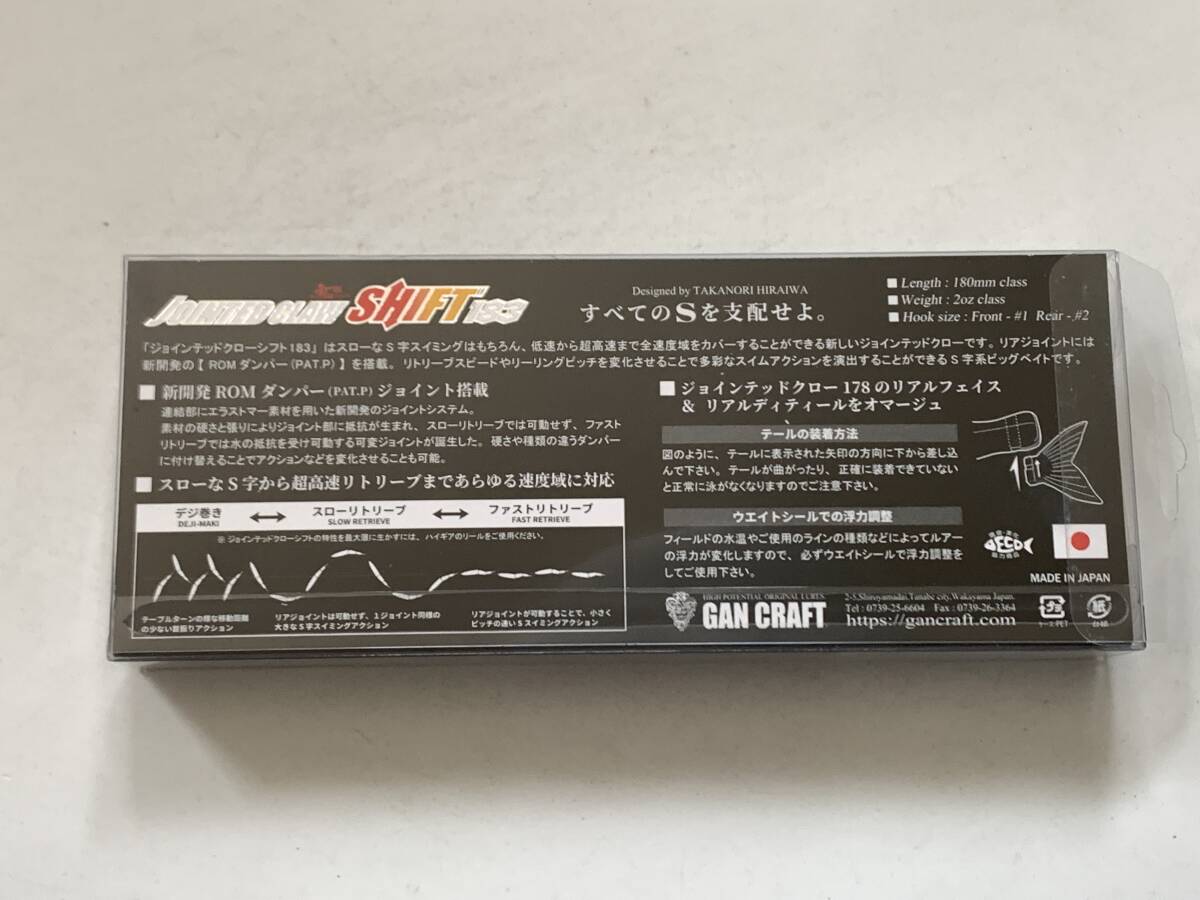 JOINTED CLAW SHIFT 183
Designed by TAKANORI HIRAIWA
すべてのSを支配せよ。
■ Length : 180mm class
■ Weight : 2oz class
■ Hook size : Front - #1 Rear - #2
「ジョインテッドクローシフト183」はスローなS字スイミングはもちろん、低速から超高速まで全速度域をカバーすることができる新しいジョインテッドクローです。リアジョイントには
新開発の【 ROMダンパー(PAT.P) 】を搭載。リトリーブスピードやリーリングピッチを変化させることで多彩なスイムアクションを演出することができるS字系ビッグベイトです。
■ 新開発 ROM ダンパー(PAT.P) ジョイント搭載
連結部にエラストマー素材を用いた新開発のジョイントシステム。
素材の硬さと張りによりジョイント部に抵抗が生まれ、スローリトリーブでは可動せず、ファスト
リトリーブでは水の抵抗を受け可動する可変ジョイントが誕生した。硬さや種類の違うダンパー
に付け替えることでアクションなどを変化させることも可能。
■ スローなS字から超高速リトリーブまであらゆる速度域に対応
デジ巻き ⟷ スローリトリーブ ⟷ ファストリトリーブ
DEJI-MAKI SLOW RETRIEVE FAST RETRIEVE
※ ジョインテッドクローシフトの特性を最大限に生かすには、ハイギアのリールをご使用ください。
テーブルターンの様な移動距離
の少ない首振りアクション
リアジョイントは可動せず、1ジョイント同様の
大きなS字スイミングアクション
リアジョイントが可動することで、小さく
ピッチの速いSスイミングアクション
■ ジョインテッドクロー178のリアルフェイス
& リアルディティールをオマージュ
テールの装着方法
図のように、テールに表示された矢印の方向に下から差し込
んで下さい。テールが曲がったり、正確に装着できていない
と正常に泳がなくなりますのでご注意下さい。
ウエイトシールでの浮力調整
フィールドの水温やご使用のラインの種類などによってルアー
の浮力が変化しますので、必ずウエイトシールで浮力調整を
してご使用下さい。
ECO
MADE IN JAPAN
HIGH POTENTIAL ORIGINAL LURES.
GAN CRAFT
2-5,Shiroyamadai,Tanabe city,Wakayama Japan.
Tel : 0739-25-6604 Fax : 0739-26-3364
https://gancraft.com
プラ
ケース:PET
紙
台紙